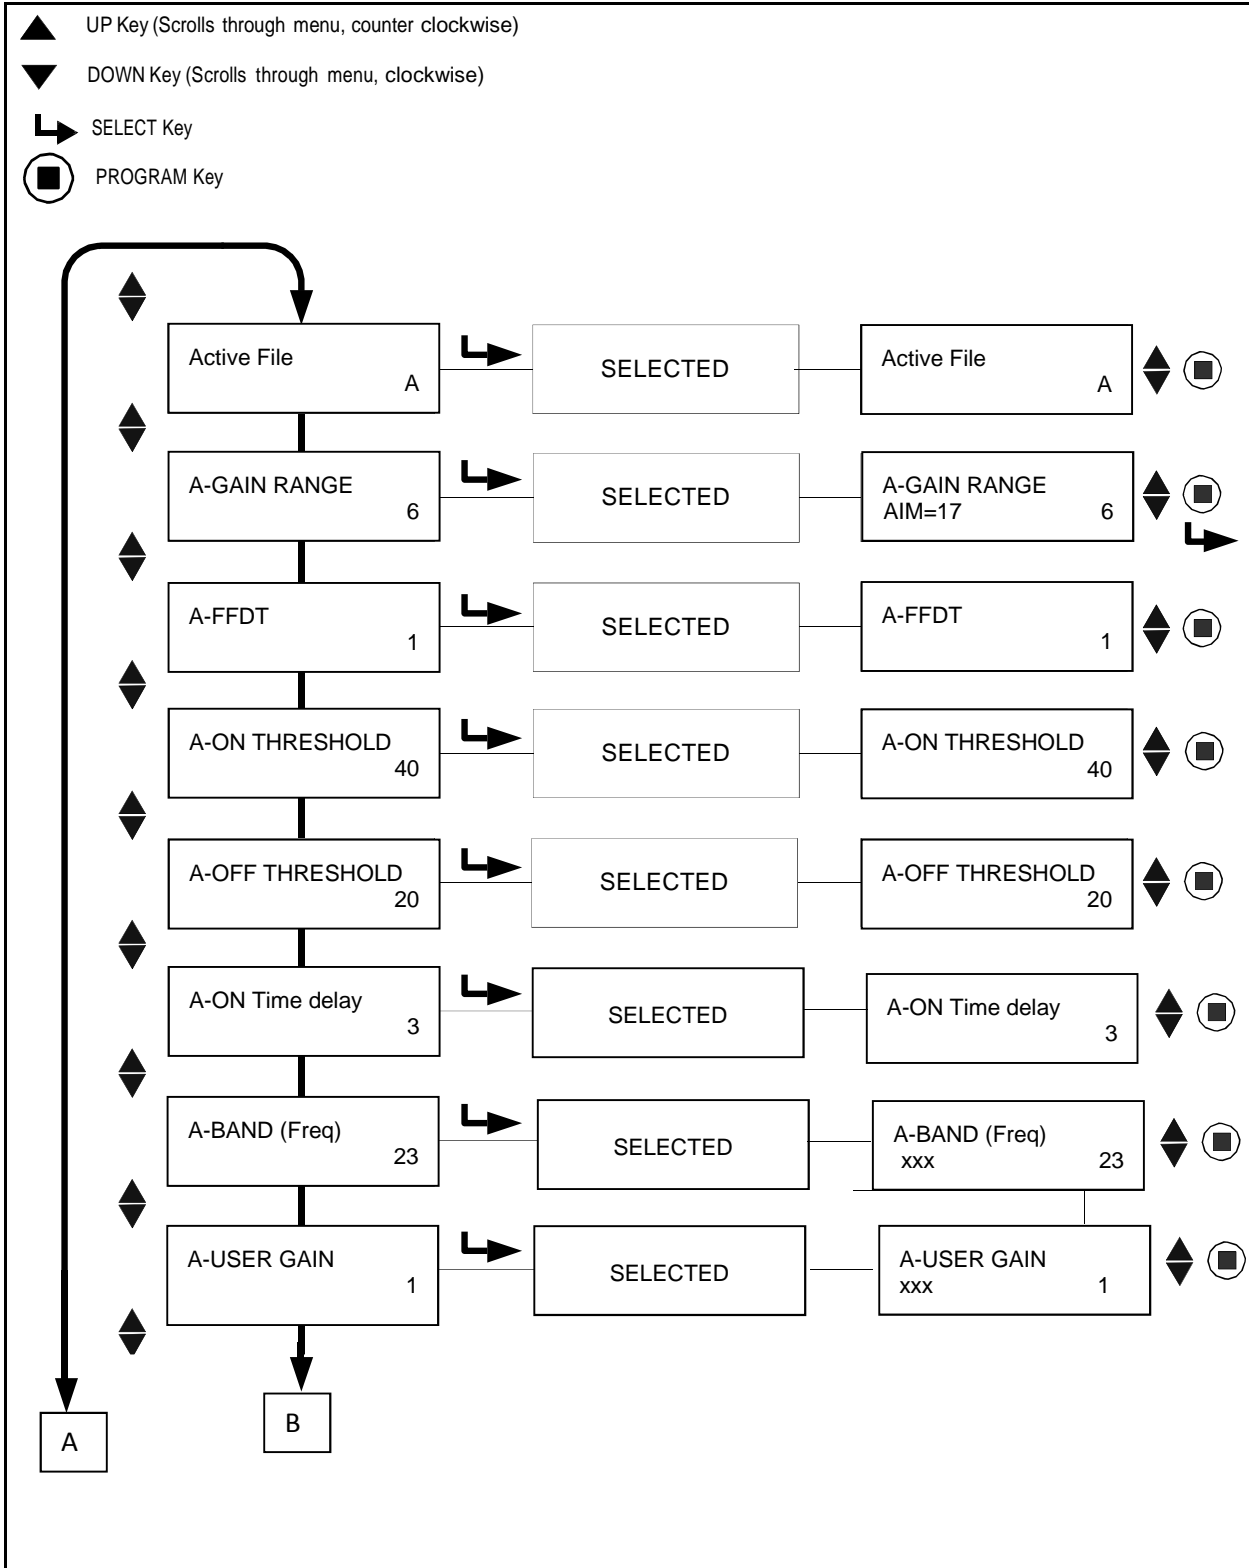 UP Key (Scrolls through menu, counter clockwise)
DOWN Key (Scrolls through menu, clockwise)
SELECT Key
PROGRAM Key
Active File
A
SELECTED
Active File
A
A-GAIN RANGE
6
SELECTED
A-GAIN RANGE
AIM=17 6
A-FFDT
1
SELECTED
A-FFDT
1
A-ON THRESHOLD
40
SELECTED
A-ON THRESHOLD
40
A-OFF THRESHOLD
20
SELECTED
A-OFF THRESHOLD
20
A-ON Time delay
3
SELECTED
A-ON Time delay
3
A-BAND (Freq)
23
SELECTED
A-BAND (Freq)
xxx 23
A-USER GAIN
1
SELECTED
A-USER GAIN
xxx 1
A
B